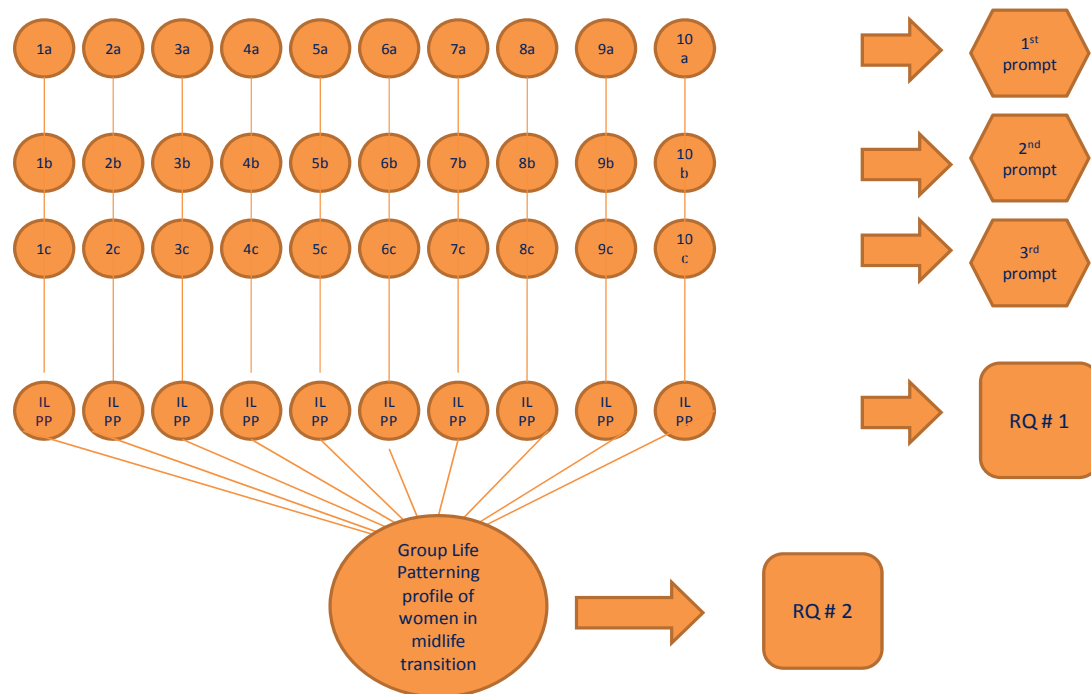 1a 2a 3a 4a 5a 6a 7a 8a 9a 10
a
1st
prompt
1b 2b 3b 4b 5b 6b 7b 8b 9b 10
b
2nd
prompt
1c 2c 3c 4c 5c 6c 7c 8c 9c 10
c
3rd
prompt
IL IL IL IL IL IL IL IL IL IL
PP PP PP PP PP PP PP PP PP PP
RQ # 1
Group Life
Patterning
profile of
women in
midlife
transition
RQ # 2